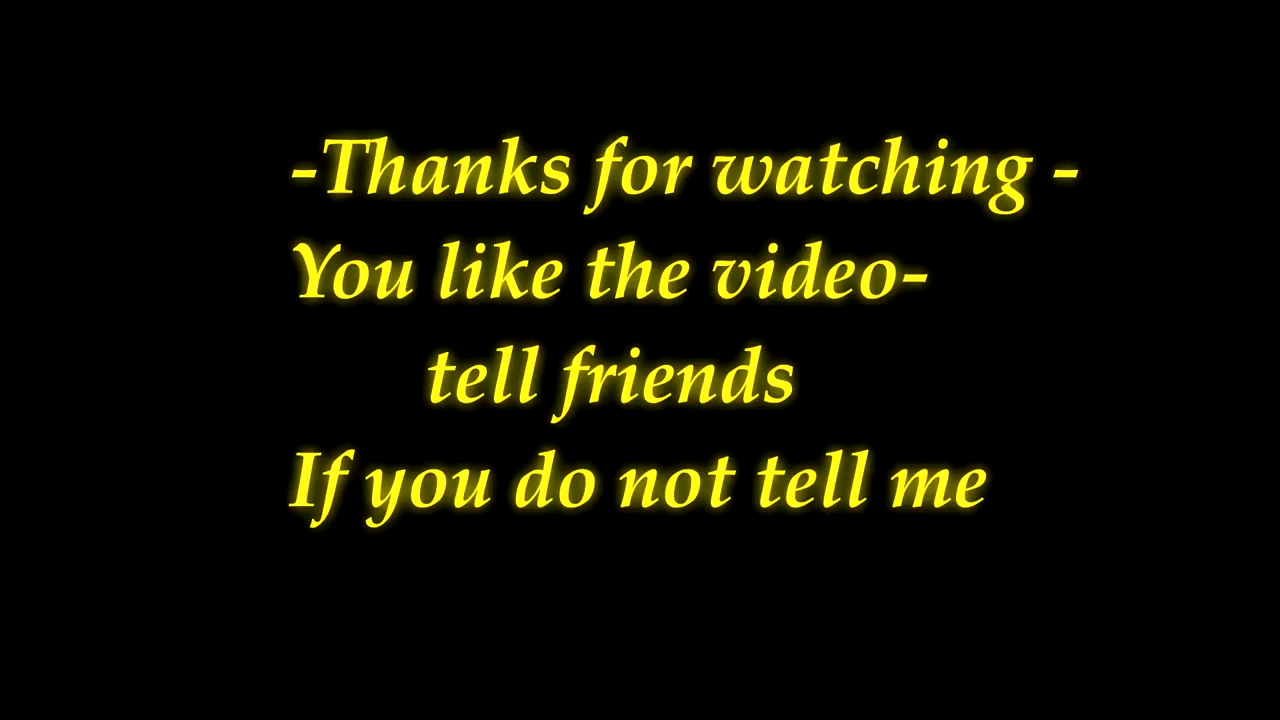 -Thanks for watching -
You like the video-
tell friends
If you do not tell me